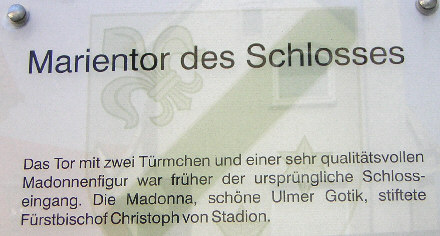 Marientor des Schlosses
Das Tor mit zwei Türmchen und einer sehr qualitätsvollen
Madonnenfigur war früher der ursprüngliche Schloss-
eingang. Die Madonna, schöne Ulmer Gotik, stiftete
Fürstbischof Christoph von Stadion.